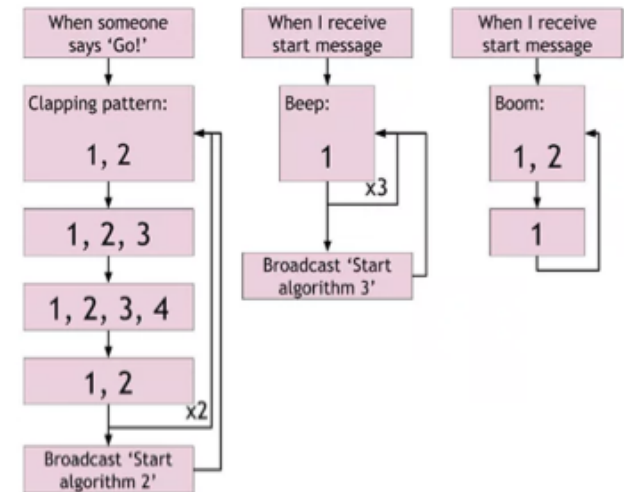 When someone
says ‘Go!’
Clapping pattern:
1, 2
1, 2, 3
1, 2, 3, 4
1, 2
x2
Broadcast ‘Start
algorithm 2’
When I receive
start message
Beep:
1
x3
Broadcast ‘Start
algorithm 3’
When I receive
start message
Boom:
1, 2
1